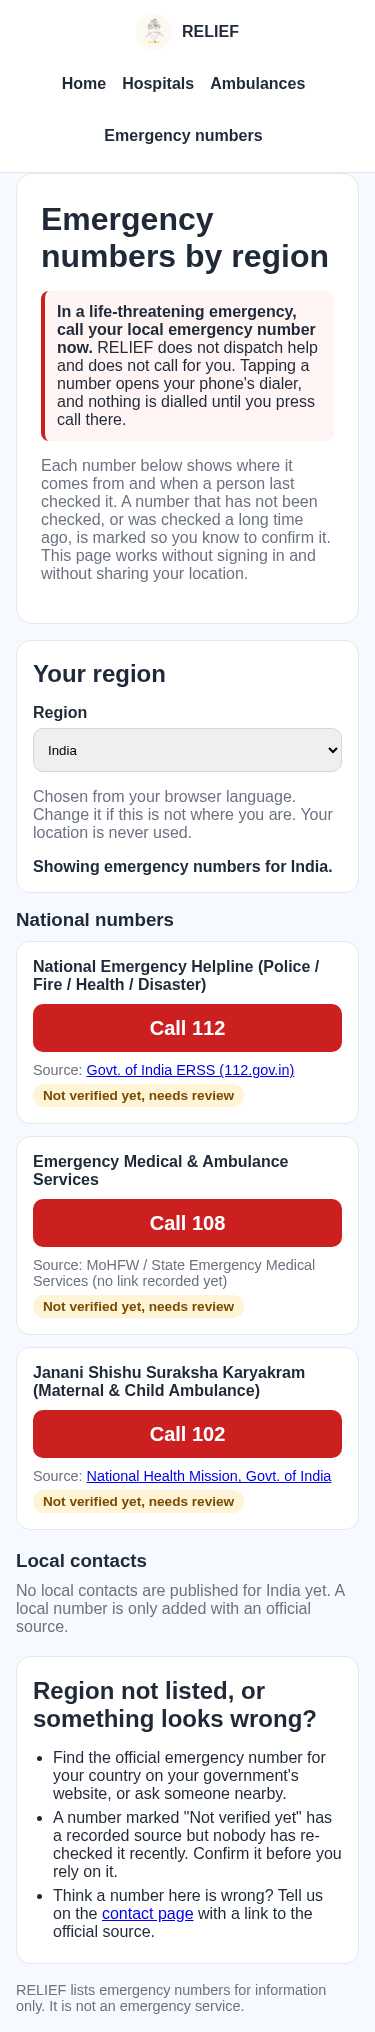 RELIEF
Home Hospitals Ambulances
Emergency numbers
Emergency
numbers by region
In a life-threatening emergency,
call your local emergency number
now. RELIEF does not dispatch help
and does not call for you. Tapping a
number opens your phone's dialer,
and nothing is dialled until you press
call there.
Each number below shows where it
comes from and when a person last
checked it. A number that has not been
checked, or was checked a long time
ago, is marked so you know to confirm it.
This page works without signing in and
without sharing your location.
Your region
Region
India
Chosen from your browser language.
Change it if this is not where you are. Your
location is never used.
Showing emergency numbers for India.
National numbers
National Emergency Helpline (Police /
Fire / Health / Disaster)
Call 112
Source: Govt. of India ERSS (112.gov.in)
Not verified yet, needs review
Emergency Medical & Ambulance
Services
Call 108
Source: MoHFW / State Emergency Medical
Services (no link recorded yet)
Not verified yet, needs review
Janani Shishu Suraksha Karyakram
(Maternal & Child Ambulance)
Call 102
Source: National Health Mission, Govt. of India
Not verified yet, needs review
Local contacts
No local contacts are published for India yet. A
local number is only added with an official
source.
Region not listed, or
something looks wrong?
• Find the official emergency number for
your country on your government's
website, or ask someone nearby.
• A number marked "Not verified yet" has
a recorded source but nobody has re-
checked it recently. Confirm it before you
rely on it.
• Think a number here is wrong? Tell us
on the contact page with a link to the
official source.
RELIEF lists emergency numbers for information
only. It is not an emergency service.